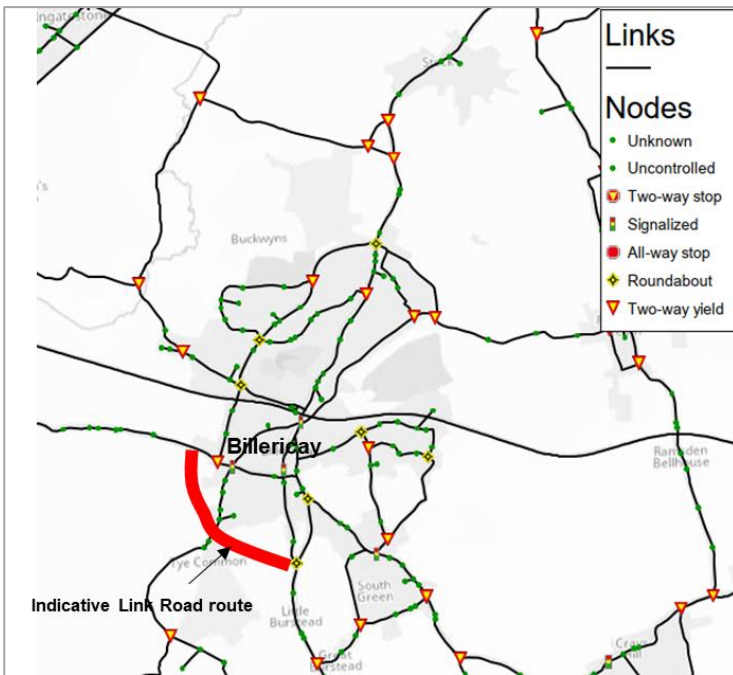 Ingatestone
Stock
Buckwyns
Billericay
Ramsden
Bellhouse
Tye Common
Indicative Link Road route
South
Green
Little
Burstead
Great
Burstead
Crays
Hill
Links
Nodes
Unknown
Uncontrolled
Two-way stop
Signalized
All-way stop
Roundabout
Two-way yield